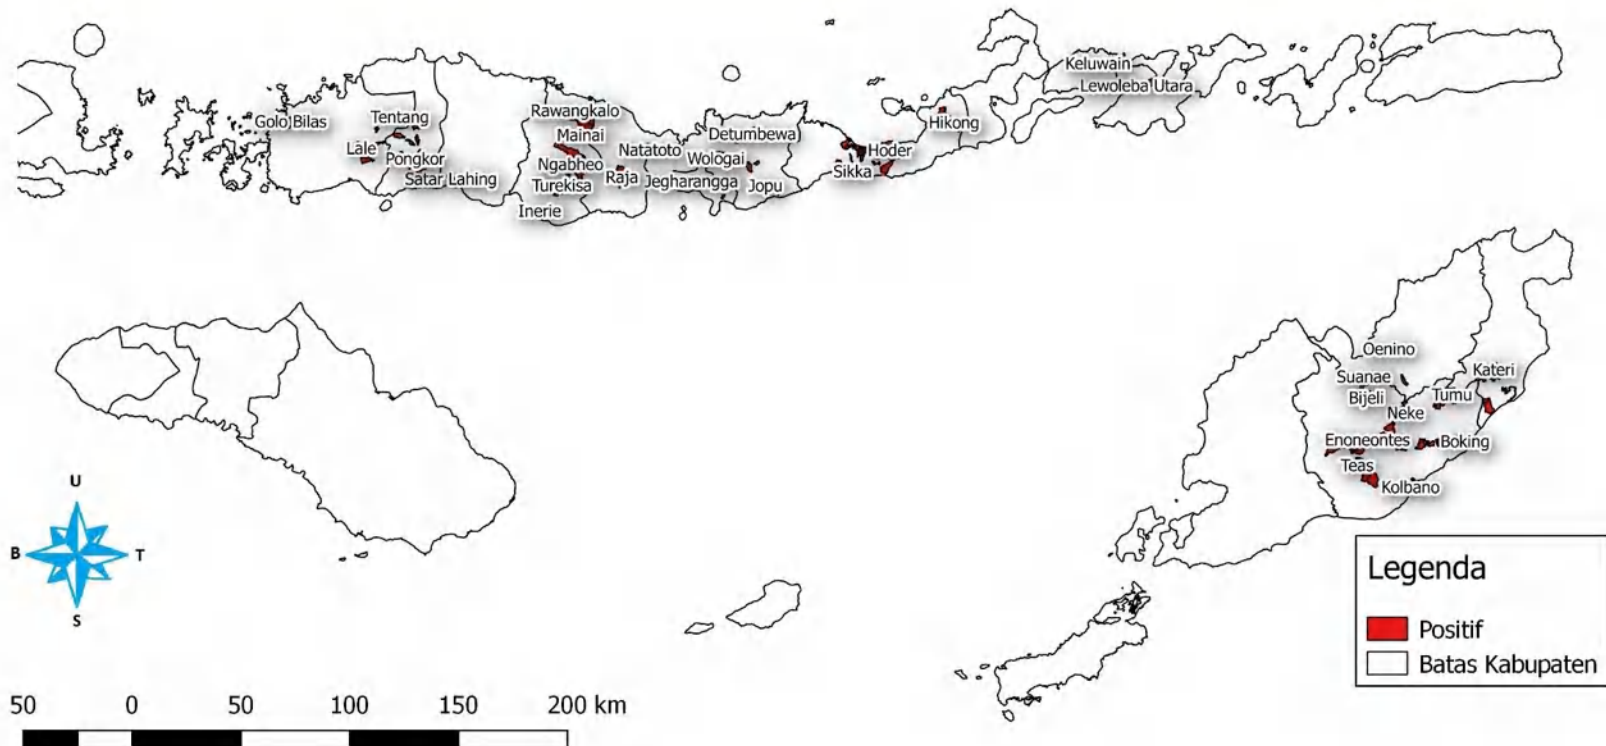 Keluwain
Lewoleba Utara
Golo Bilas
Tentang
Rawangkalo
Hikong
Lale
Mainai
Detumbewa
Pongkor
Ngabheo
Natatoto
Wologai
Hoder
Satar Lahing
Turekisa
Raja
Jegharangga
Jopu
Sikka
Inerie
Oenino
Suanae
Kateri
Bijeli
Tumu
Neke
Enoneontes
Boking
Teas
Kolbano
U
B
T
S
Legenda
Positif
Batas Kabupaten
50 0 50 100 150 200 km